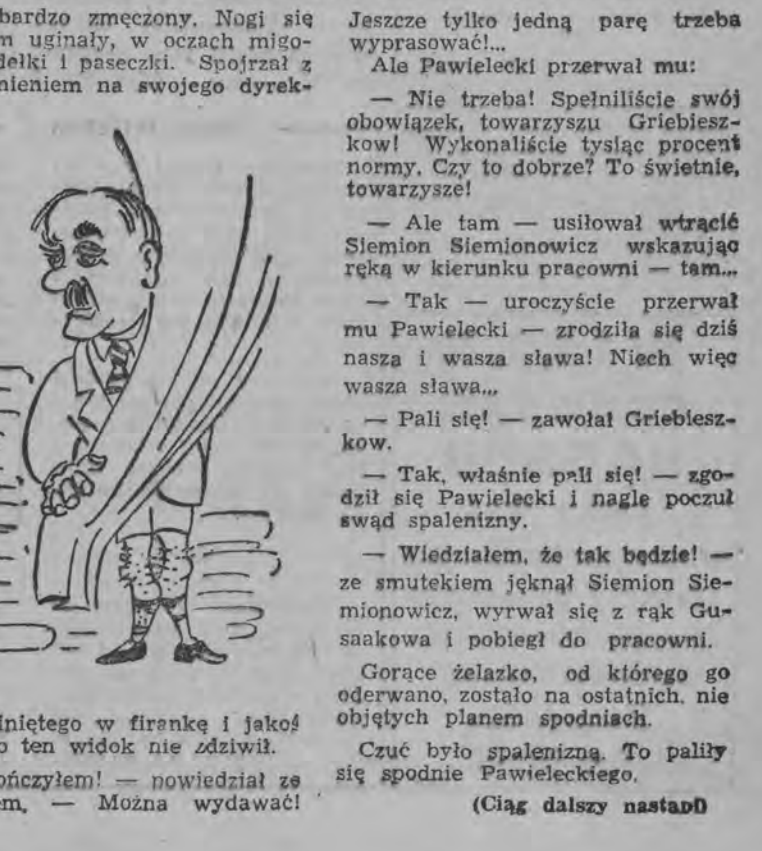 bardzo zmęczony. Nogi się
m uginały, w oczach migo-
dełki i paseczki. Spojrzał z
nieniem na swojego dyrek-
lniętego w firankę i jakoś
o ten widok nie zdziwił.
ończyłem! — powiedział ze
em. — Można wydawać!
Jeszcze tylko jedną parę trzeba
wyprasować!...
Ale Pawielecki przerwał mu:
— Nie trzeba! Spełniliście swój
obowiązek, towarzyszu Griebiesz-
kow! Wykonaliście tysiąc procent
normy. Czy to dobrze? To świetnie,
towarzysze!
— Ale tam — usiłował wtrącić
Siemion Siemionowicz wskazując
ręką w kierunku pracowni — tam...
— Tak — uroczyście przerwał
mu Pawielecki — zrodziła się dziś
nasza i wasza sława! Niech więc
wasza sława...
— Pali się! — zawołał Griebiesz-
kow.
— Tak, właśnie pali się! — zgo-
dził się Pawielecki i nagle poczuł
swąd spalenizny.
— Wiedziałem, że tak będzie! —
ze smutekiem jęknął Siemion Sie-
mionowicz, wyrwał się z rąk Gu-
saakowa i pobiegł do pracowni.
Gorące żelazko, od którego go
oderwano, zostało na ostatnich, nie
objętych planem spodniach.
Czuć było spalenizną. To paliły
się spodnie Pawieleckiego.
(Ciąg dalszy nastąpi)